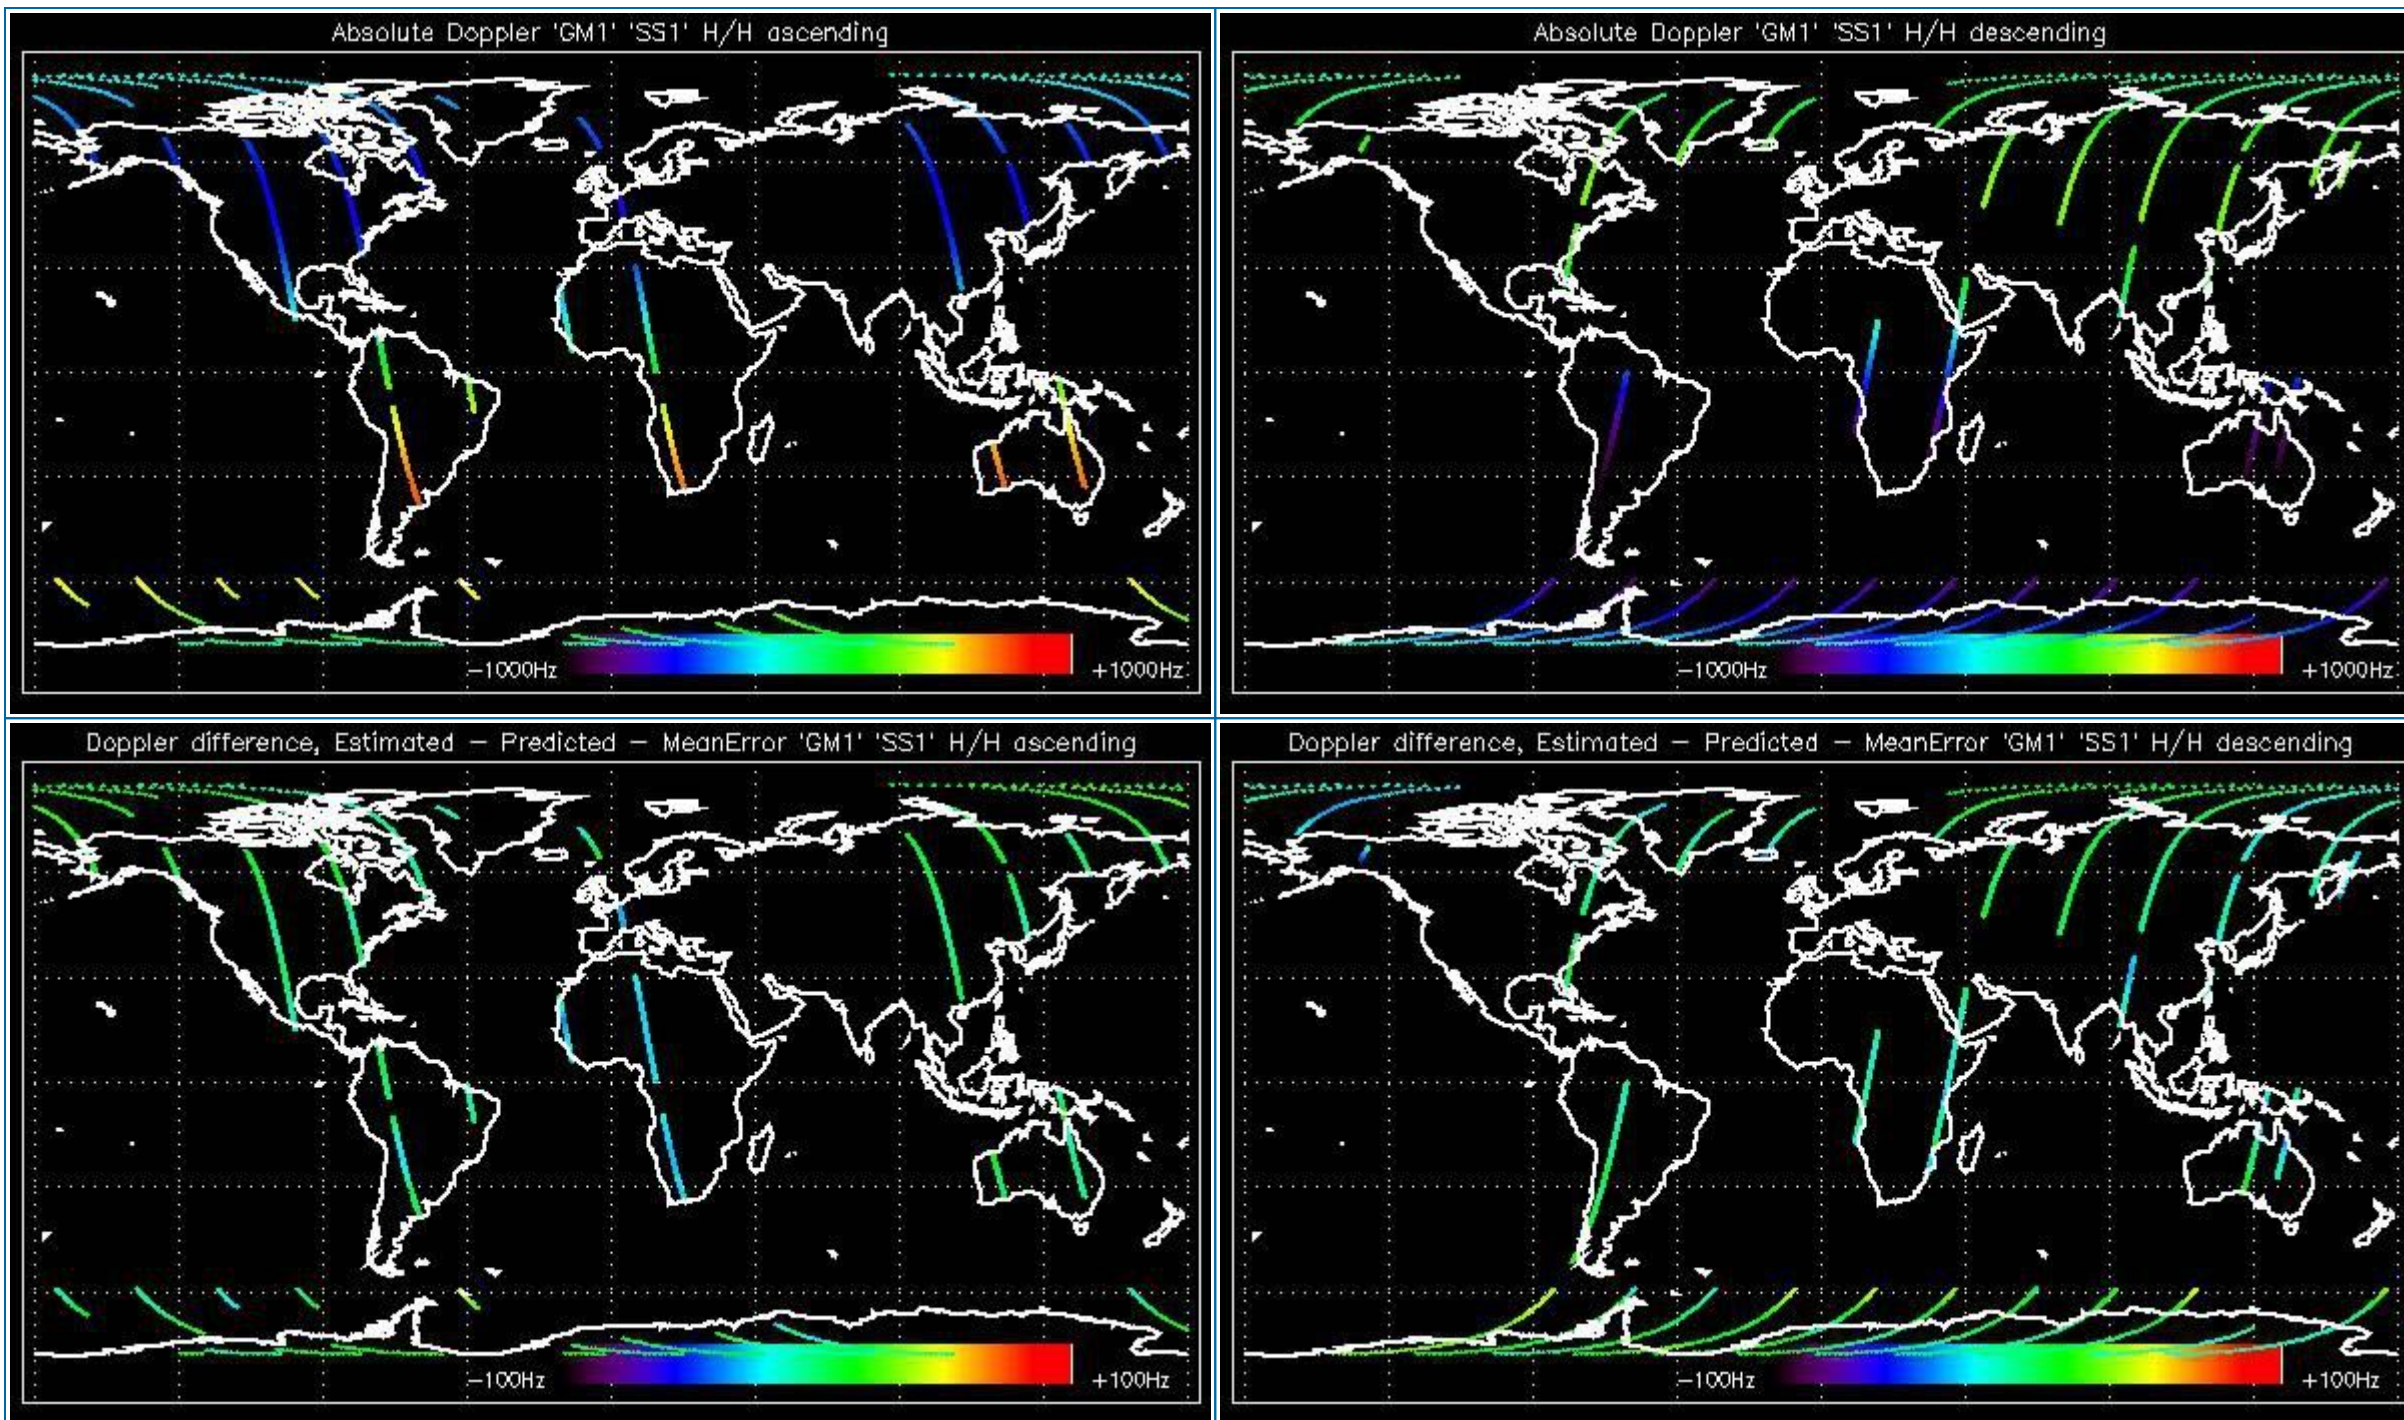 Absolute Doppler 'GM1' 'SS1' H/H ascending
−1000Hz
+1000Hz
Absolute Doppler 'GM1' 'SS1' H/H descending
−1000Hz
+1000Hz
Doppler difference, Estimated − Predicted − MeanError 'GM1' 'SS1' H/H ascending
−100Hz
+100Hz
Doppler difference, Estimated − Predicted − MeanError 'GM1' 'SS1' H/H descending
−100Hz
+100Hz